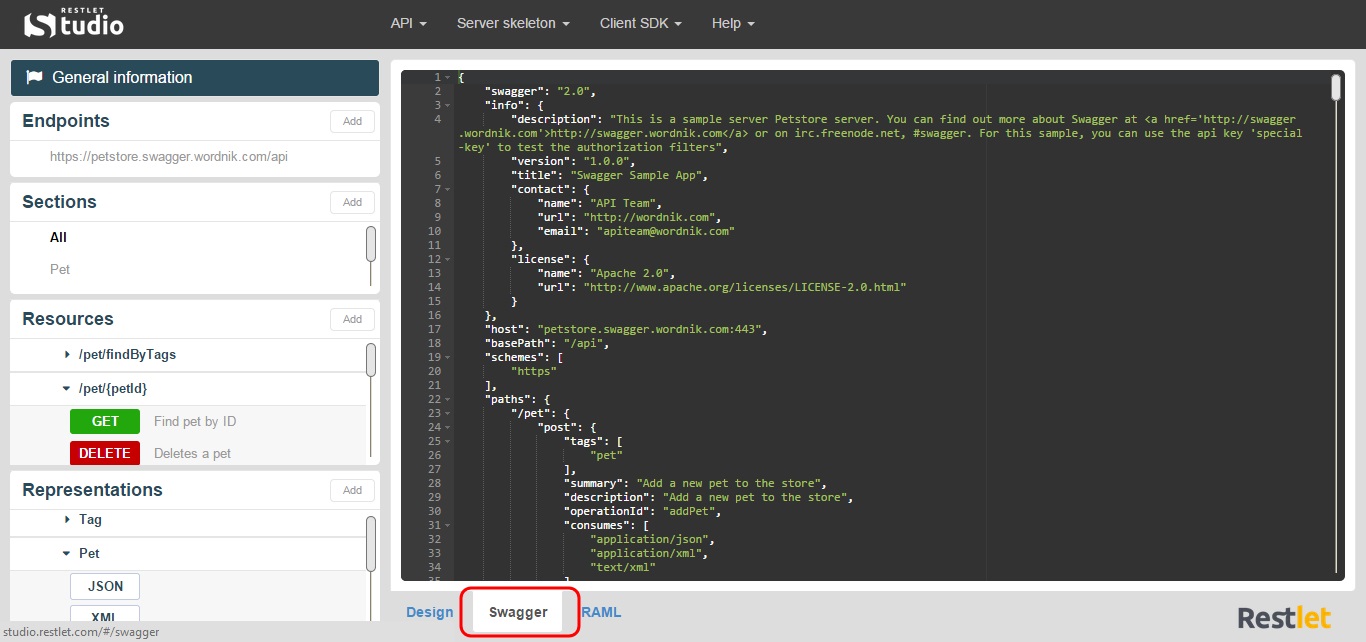 RESTLET
Studio
API
Server skeleton
Client SDK
Help
General information
Endpoints
Add
https://petstore.swagger.wordnik.com/api
Sections
Add
All
Pet
Resources
Add
/pet/findByTags
/pet/{petId}
GET Find pet by ID
DELETE Deletes a pet
Representations
Add
Tag
Pet
JSON
XML
studio.restlet.com/#/swagger
1 {
2 "swagger": "2.0",
3 "info": {
4 "description": "This is a sample server Petstore server. You can find out more about Swagger at <a href='http://swagger
.wordnik.com'>http://swagger.wordnik.com</a> or on irc.freenode.net, #swagger. For this sample, you can use the api key 'special
-key' to test the authorization filters",
5 "version": "1.0.0",
6 "title": "Swagger Sample App",
7 "contact": {
8 "name": "API Team",
9 "url": "http://wordnik.com",
10 "email": "apiteam@wordnik.com"
11 },
12 "license": {
13 "name": "Apache 2.0",
14 "url": "http://www.apache.org/licenses/LICENSE-2.0.html"
15 }
16 },
17 "host": "petstore.swagger.wordnik.com:443",
18 "basePath": "/api",
19 "schemes": [
20 "https"
21 ],
22 "paths": {
23 "/pet": {
24 "post": {
25 "tags": [
26 "pet"
27 ],
28 "summary": "Add a new pet to the store",
29 "description": "Add a new pet to the store",
30 "operationId": "addPet",
31 "consumes": [
32 "application/json",
33 "application/xml",
34 "text/xml"
35 ]
Design
Swagger
RAML
Restlet